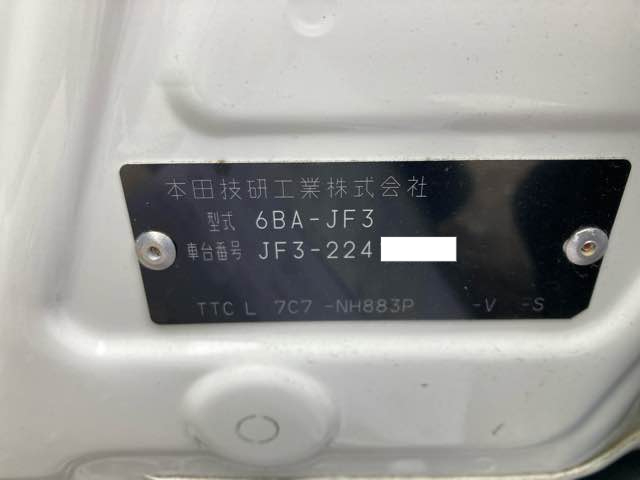 本田技研工業株式会社
型式 6BA-JF3
車台番号 JF3-224
TTC L 7C7 -NH883P -V -S